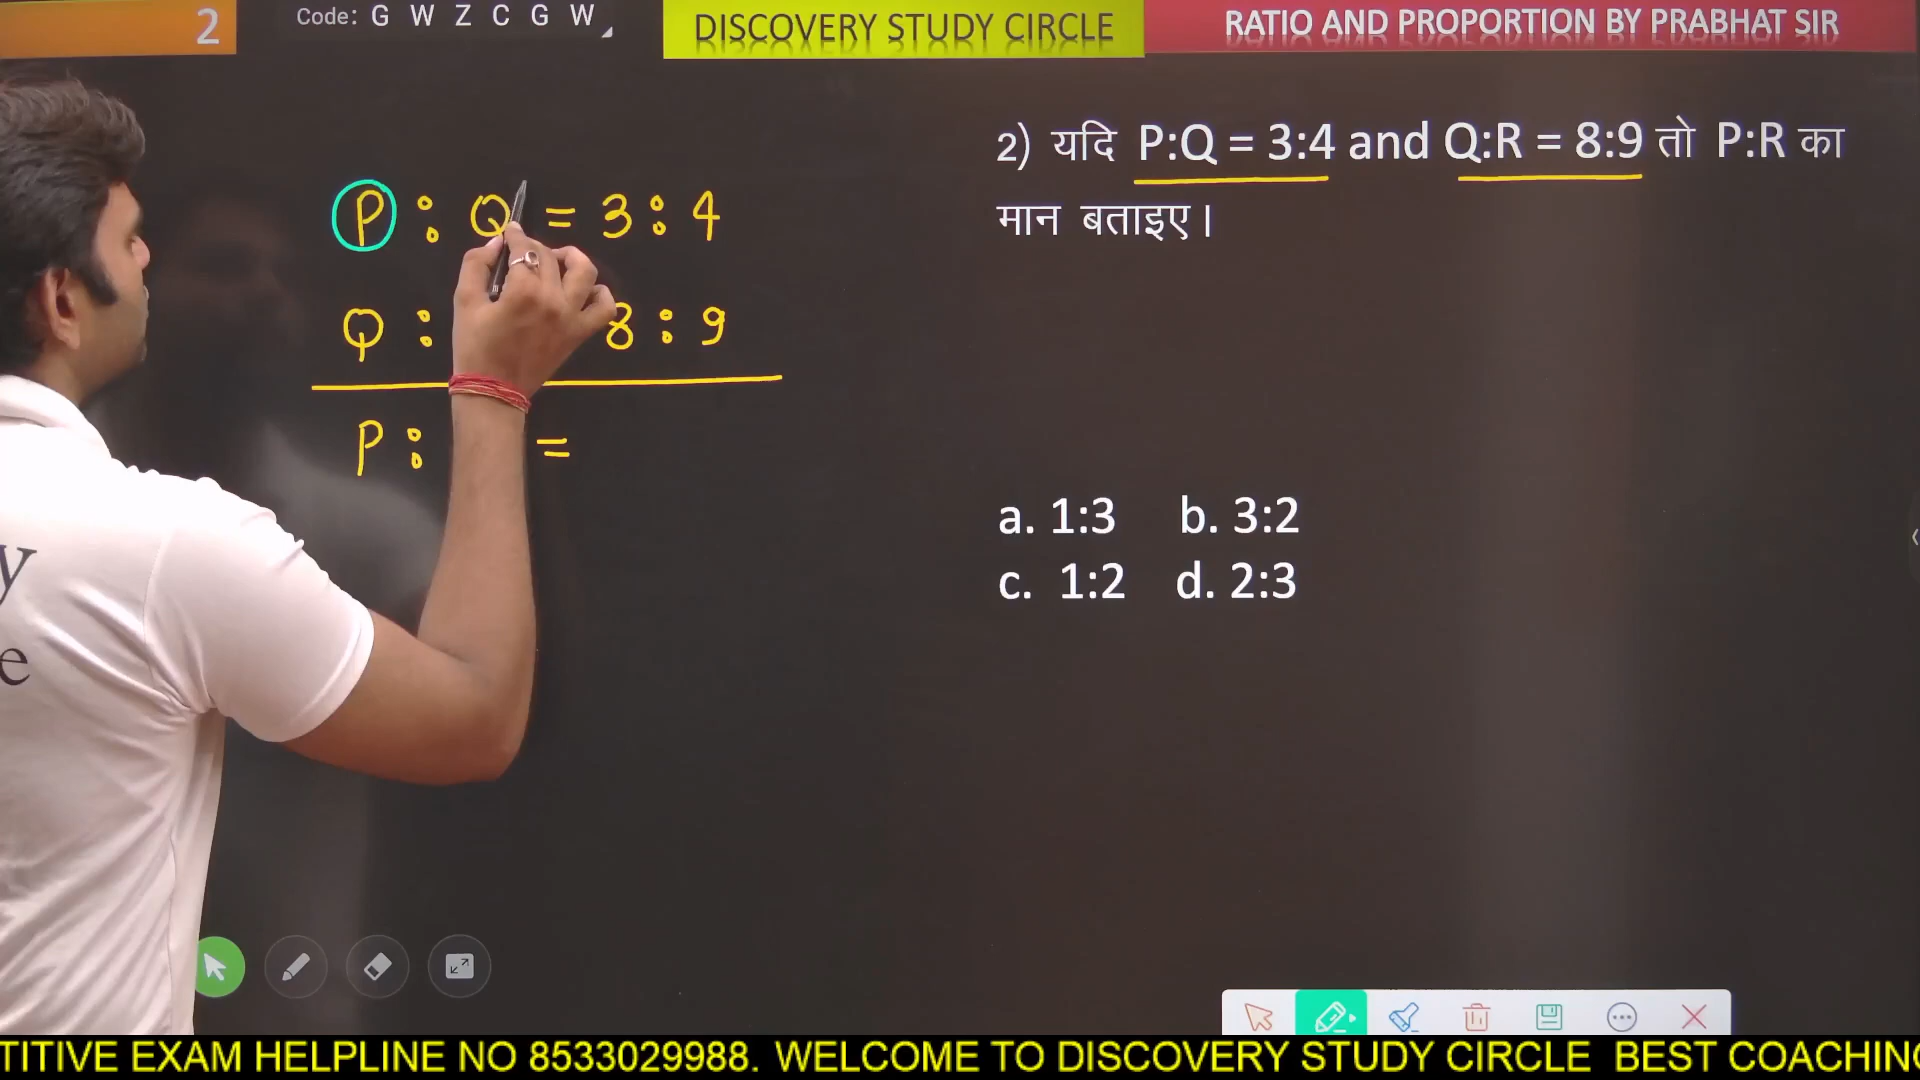 2
Code: G W Z C G W
DISCOVERY STUDY CIRCLE
RATIO AND PROPORTION BY PRABHAT SIR
2) यदि P:Q = 3:4 and Q:R = 8:9 तो P:R का
मान बताइए।
P : Q = 3 : 4
Q : 8 : 9
P : =
a. 1:3 b. 3:2
c. 1:2 d. 2:3
y
e
TITIVE EXAM HELPLINE NO 8533029988. WELCOME TO DISCOVERY STUDY CIRCLE BEST COACHING